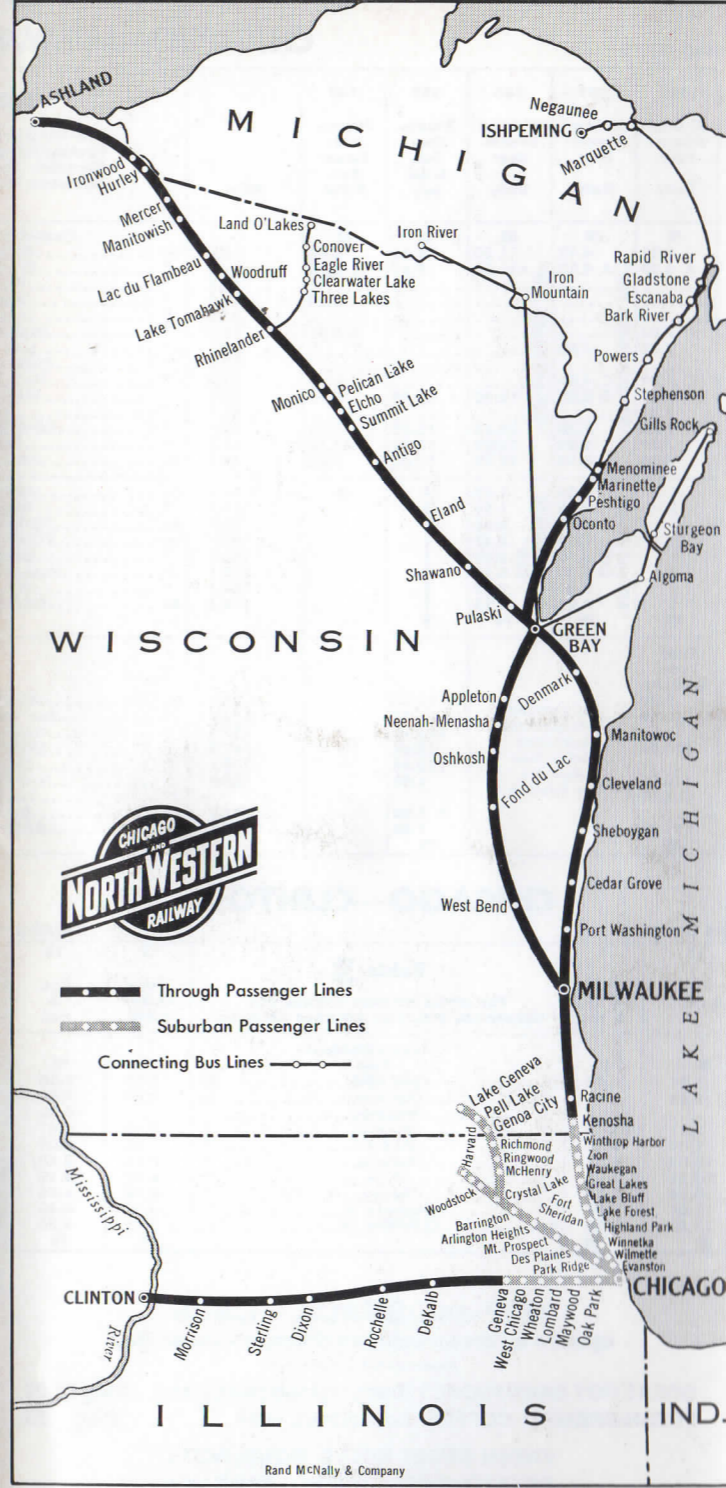 ASHLAND
MICHIGAN
Negaunee
ISHPEMING
Marquette
Ironwood
Hurley
Mercer
Manitowish
Land O'Lakes
Iron River
Conover
Eagle River
Clearwater Lake
Three Lakes
Lac du Flambeau
Woodruff
Lake Tomahawk
Rhinelander
Iron
Mountain
Rapid River
Gladstone
Escanaba
Bark River
Powers
Stephenson
Gills Rock
Monico
Pelican Lake
Elcho
Summit Lake
Antigo
Menominee
Marinette
Peshtigo
Oconto
Eland
Sturgeon
Bay
Shawano
Algoma
Pulaski
WISCONSIN
GREEN
BAY
Appleton
Denmark
Neenah-Menasha
Manitowoc
Oshkosh
Fond du Lac
Cleveland
Sheboygan
LAKE MICHIGAN
CHICAGO
AND
NORTH WESTERN
RAILWAY
Cedar Grove
West Bend
Port Washington
MILWAUKEE
Through Passenger Lines
Suburban Passenger Lines
Connecting Bus Lines
Racine
Kenosha
Lake Geneva
Pell Lake
Genoa City
Winthrop Harbor
Zion
Waukegan
Great Lakes
Lake Bluff
Lake Forest
Fort
Sheridan
Highland Park
Winnetka
Wilmette
Evanston
Harvard
Richmond
Ringwood
McHenry
Woodstock
Crystal Lake
Barrington
Arlington Heights
Mt. Prospect
Des Plaines
Park Ridge
Mississippi
River
CLINTON
Morrison
Sterling
Dixon
Rochelle
DeKalb
Geneva
West Chicago
Wheaton
Lombard
Maywood
Oak Park
CHICAGO
ILLINOIS
IND.
Rand McNally & Company